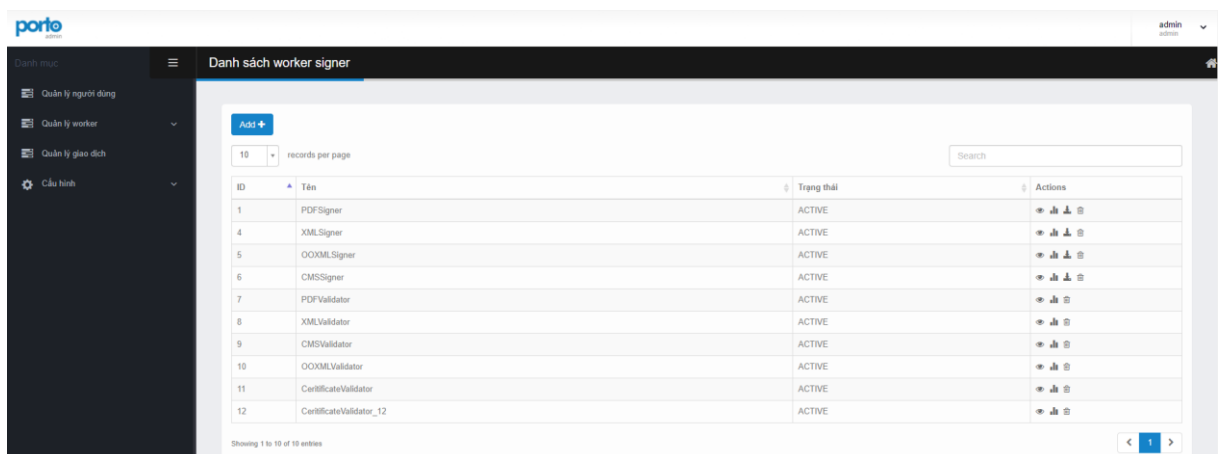 porto
admin
admin
admin
Danh mục
Danh sách worker signer
Quản lý người dùng
Quản lý worker
Quản lý giao dịch
Cấu hình
Add +
10 records per page
Search
ID Tên Trạng thái Actions
1 PDFSigner ACTIVE
4 XMLSigner ACTIVE
5 OOXMLSigner ACTIVE
6 CMSSigner ACTIVE
7 PDFValidator ACTIVE
8 XMLValidator ACTIVE
9 CMSValidator ACTIVE
10 OOXMLValidator ACTIVE
11 CeritificateValidator ACTIVE
12 CeritificateValidator_12 ACTIVE
Showing 1 to 10 of 10 entries
1